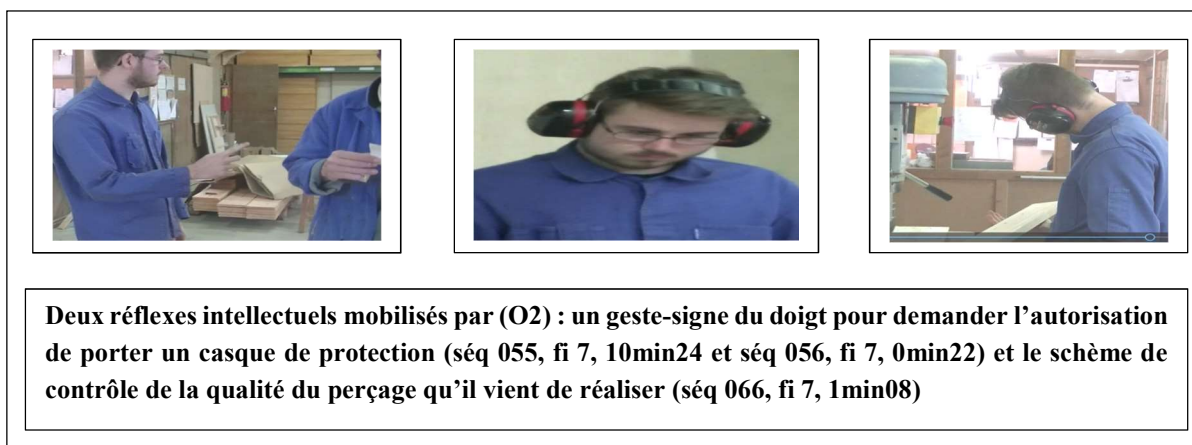 Deux réflexes intellectuels mobilisés par (O2) : un geste-signe du doigt pour demander l’autorisation
de porter un casque de protection (séq 055, fi 7, 10min24 et séq 056, fi 7, 0min22) et le schème de
contrôle de la qualité du perçage qu’il vient de réaliser (séq 066, fi 7, 1min08)